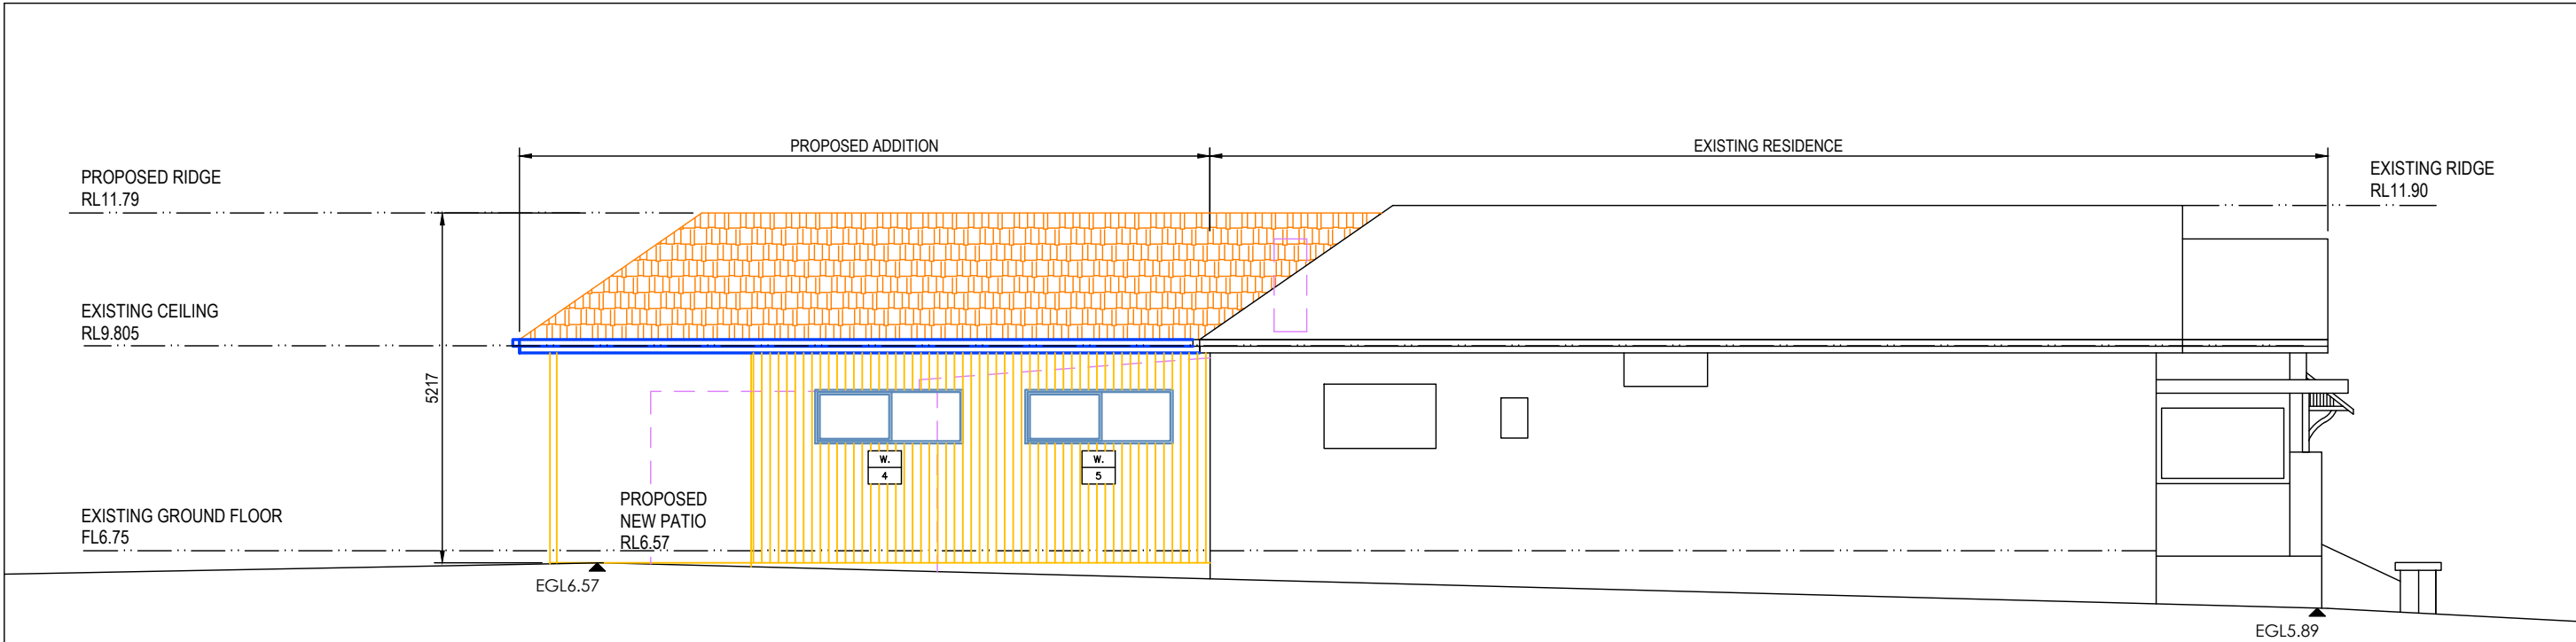 PROPOSED ADDITION
EXISTING RESIDENCE
PROPOSED RIDGE
RL11.79
EXISTING RIDGE
RL11.90
EXISTING CEILING
RL9.805
5217
W.
4
W.
5
PROPOSED
NEW PATIO
RL6.57
EXISTING GROUND FLOOR
FL6.75
EGL6.57
EGL5.89